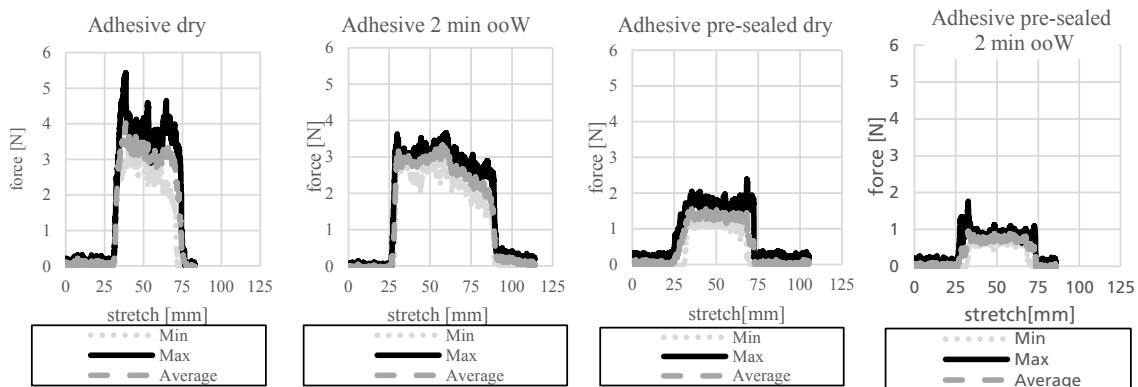 Adhesive dry
6
5
4
3
2
1
0
force [N]
0 25 50 75 100 125
stretch [mm]
Min
Max
Average
Adhesive 2 min ooW
6
5
4
3
2
1
0
force [N]
0 25 50 75 100 125
stretch [mm]
Min
Max
Average
Adhesive pre-sealed dry
6
5
4
3
2
1
0
force [N]
0 25 50 75 100 125
stretch [mm]
Min
Max
Average
Adhesive pre-sealed
2 min ooW
6
5
4
3
2
1
0
force [N]
0 25 50 75 100 125
stretch[mm]
Min
Max
Average